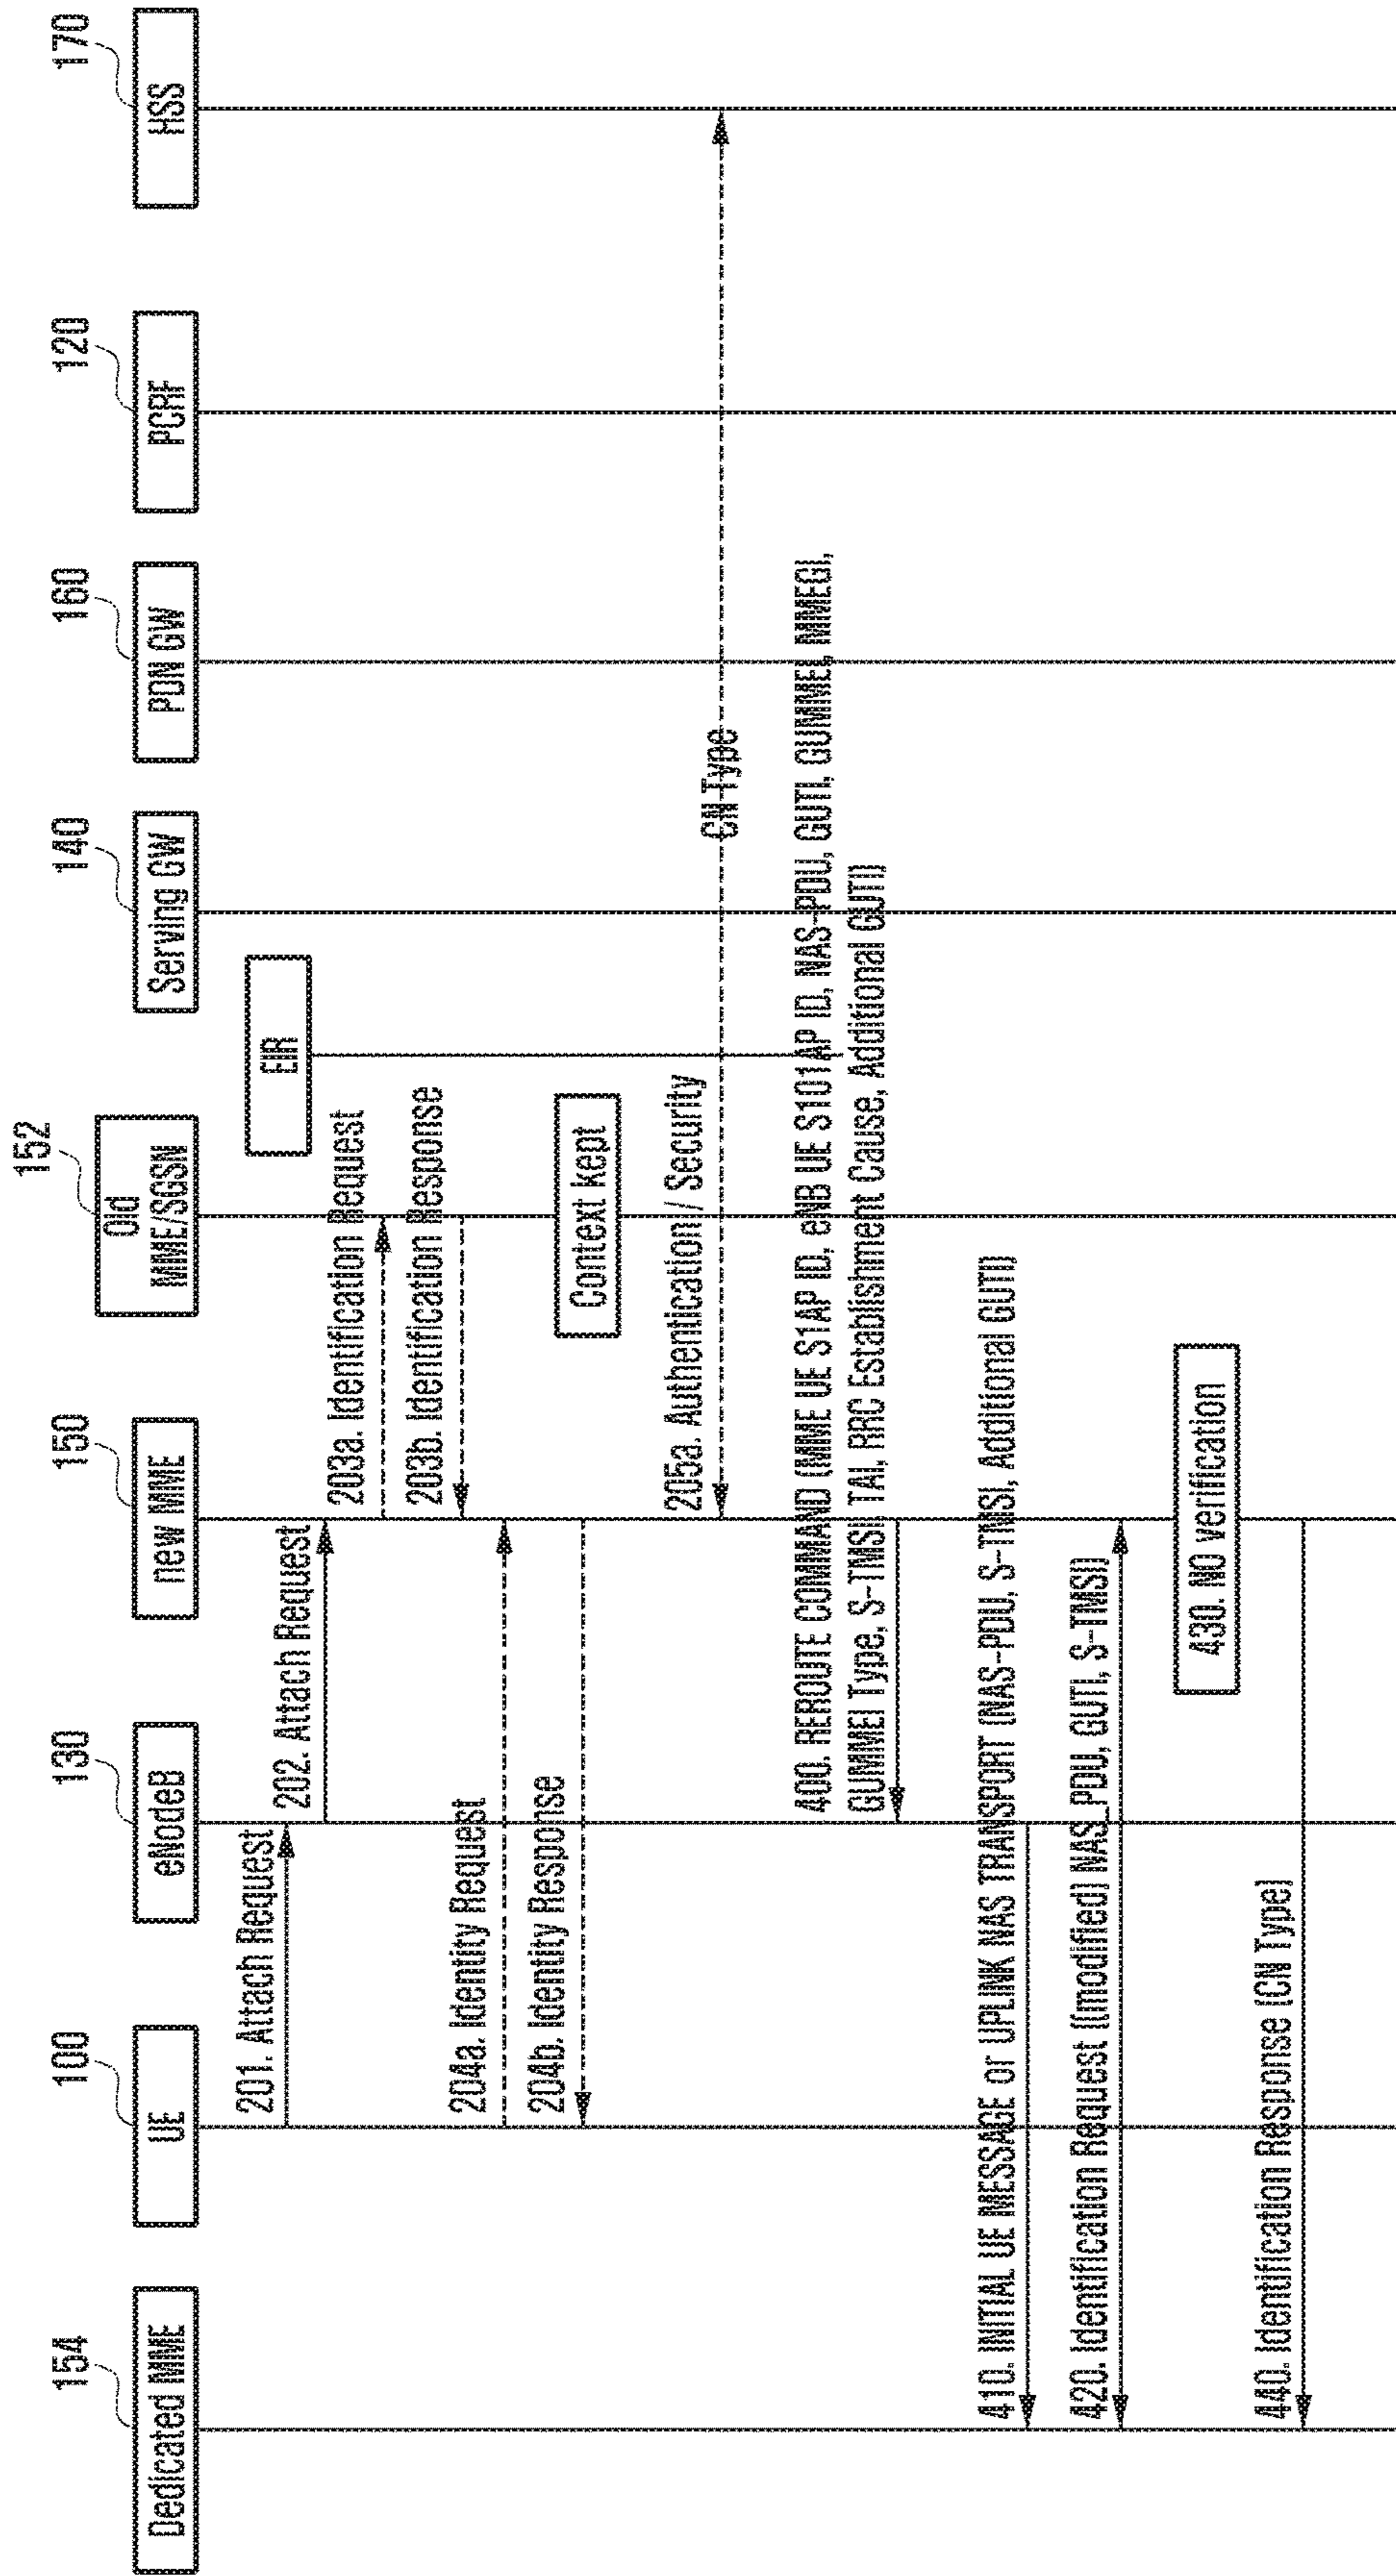 154
100
130
150
152
140
160
120
170
Dedicated MME
UE
eNodeB
new MME
Old
MME/SGSN
Serving GW
PDN GW
PCRF
HSS
EIR
201. Attach Request
202. Attach Request
203a. Identification Request
203b. Identification Response
204a. Identity Request
204b. Identity Response
Context kept
205a. Authentication / Security
CN Type
400. REROUTE COMMAND (MME UE S1AP ID, eNB UE S101AP ID, NAS-PDU, GUTI, GUMMEI, MMEGI,
GUMMEI Type, S-TMSI, TAI, RRC Establishment Cause, Additional GUTI)
410. INITIAL UE MESSAGE or UPLINK NAS TRANSPORT (NAS-PDU, S-TMSI, Additional GUTI)
420. Identification Request ((modified) NAS_PDU, GUTI, S-TMSI)
430. NO verification
440. Identification Response (CN Type)